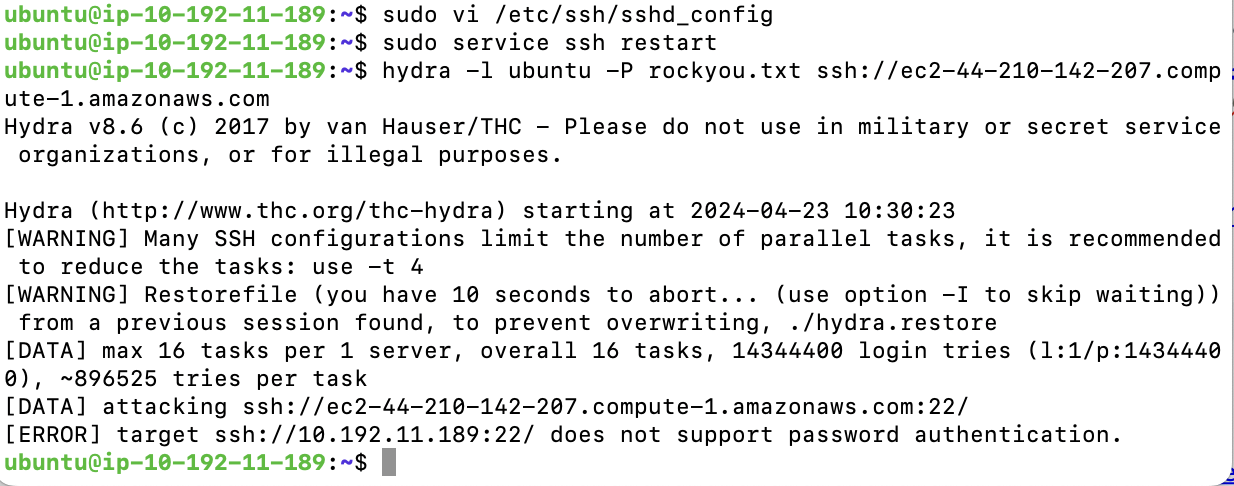 ubuntu@ip-10-192-11-189:~$ sudo vi /etc/ssh/sshd_config
ubuntu@ip-10-192-11-189:~$ sudo service ssh restart
ubuntu@ip-10-192-11-189:~$ hydra -l ubuntu -P rockyou.txt ssh://ec2-44-210-142-207.comp
ute-1.amazonaws.com
Hydra v8.6 (c) 2017 by van Hauser/THC - Please do not use in military or secret service
 organizations, or for illegal purposes.

Hydra (http://www.thc.org/thc-hydra) starting at 2024-04-23 10:30:23
[WARNING] Many SSH configurations limit the number of parallel tasks, it is recommended
 to reduce the tasks: use -t 4
[WARNING] Restorefile (you have 10 seconds to abort... (use option -I to skip waiting))
 from a previous session found, to prevent overwriting, ./hydra.restore
[DATA] max 16 tasks per 1 server, overall 16 tasks, 14344400 login tries (l:1/p:1434440
0), ~896525 tries per task
[DATA] attacking ssh://ec2-44-210-142-207.compute-1.amazonaws.com:22/
[ERROR] target ssh://10.192.11.189:22/ does not support password authentication.
ubuntu@ip-10-192-11-189:~$